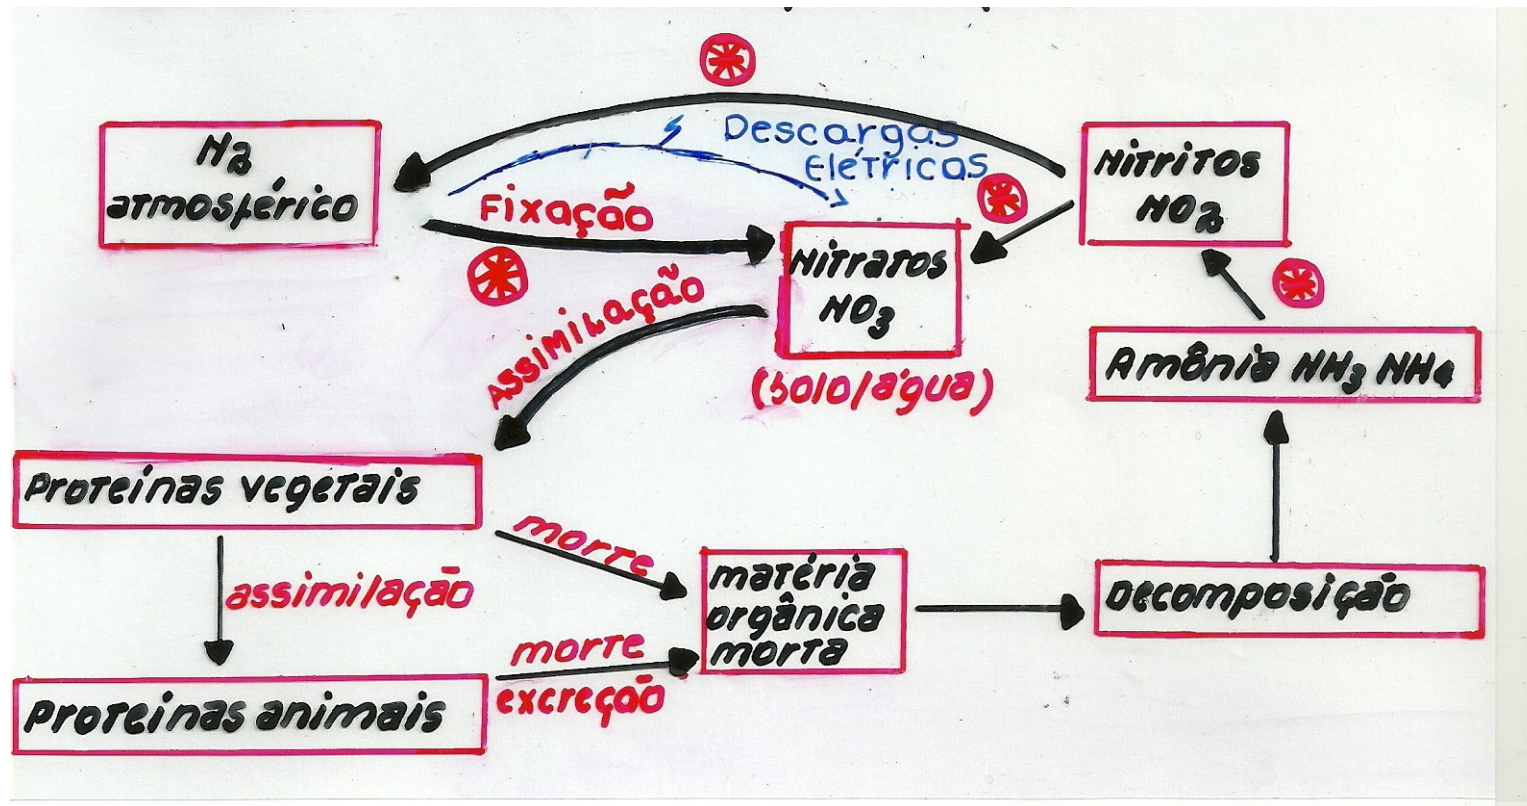 N2
atmosférico
Descargas
Elétricas
Fixação
Nitritos
NO2
Nitratos
NO3
(solo/água)
Assimilação
Amônia NH3 NH4
Proteínas vegetais
assimilação
morte
matéria
orgânica
morta
Decomposição
morte
excreção
Proteínas animais